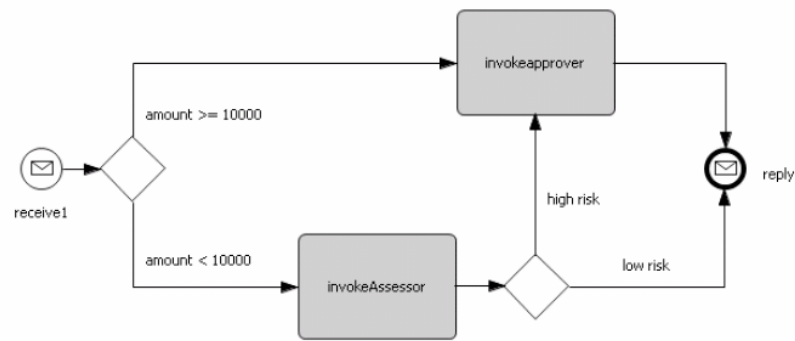 invokeapprover
amount >= 10000
receive1
reply
high risk
amount < 10000
low risk
invokeAssessor